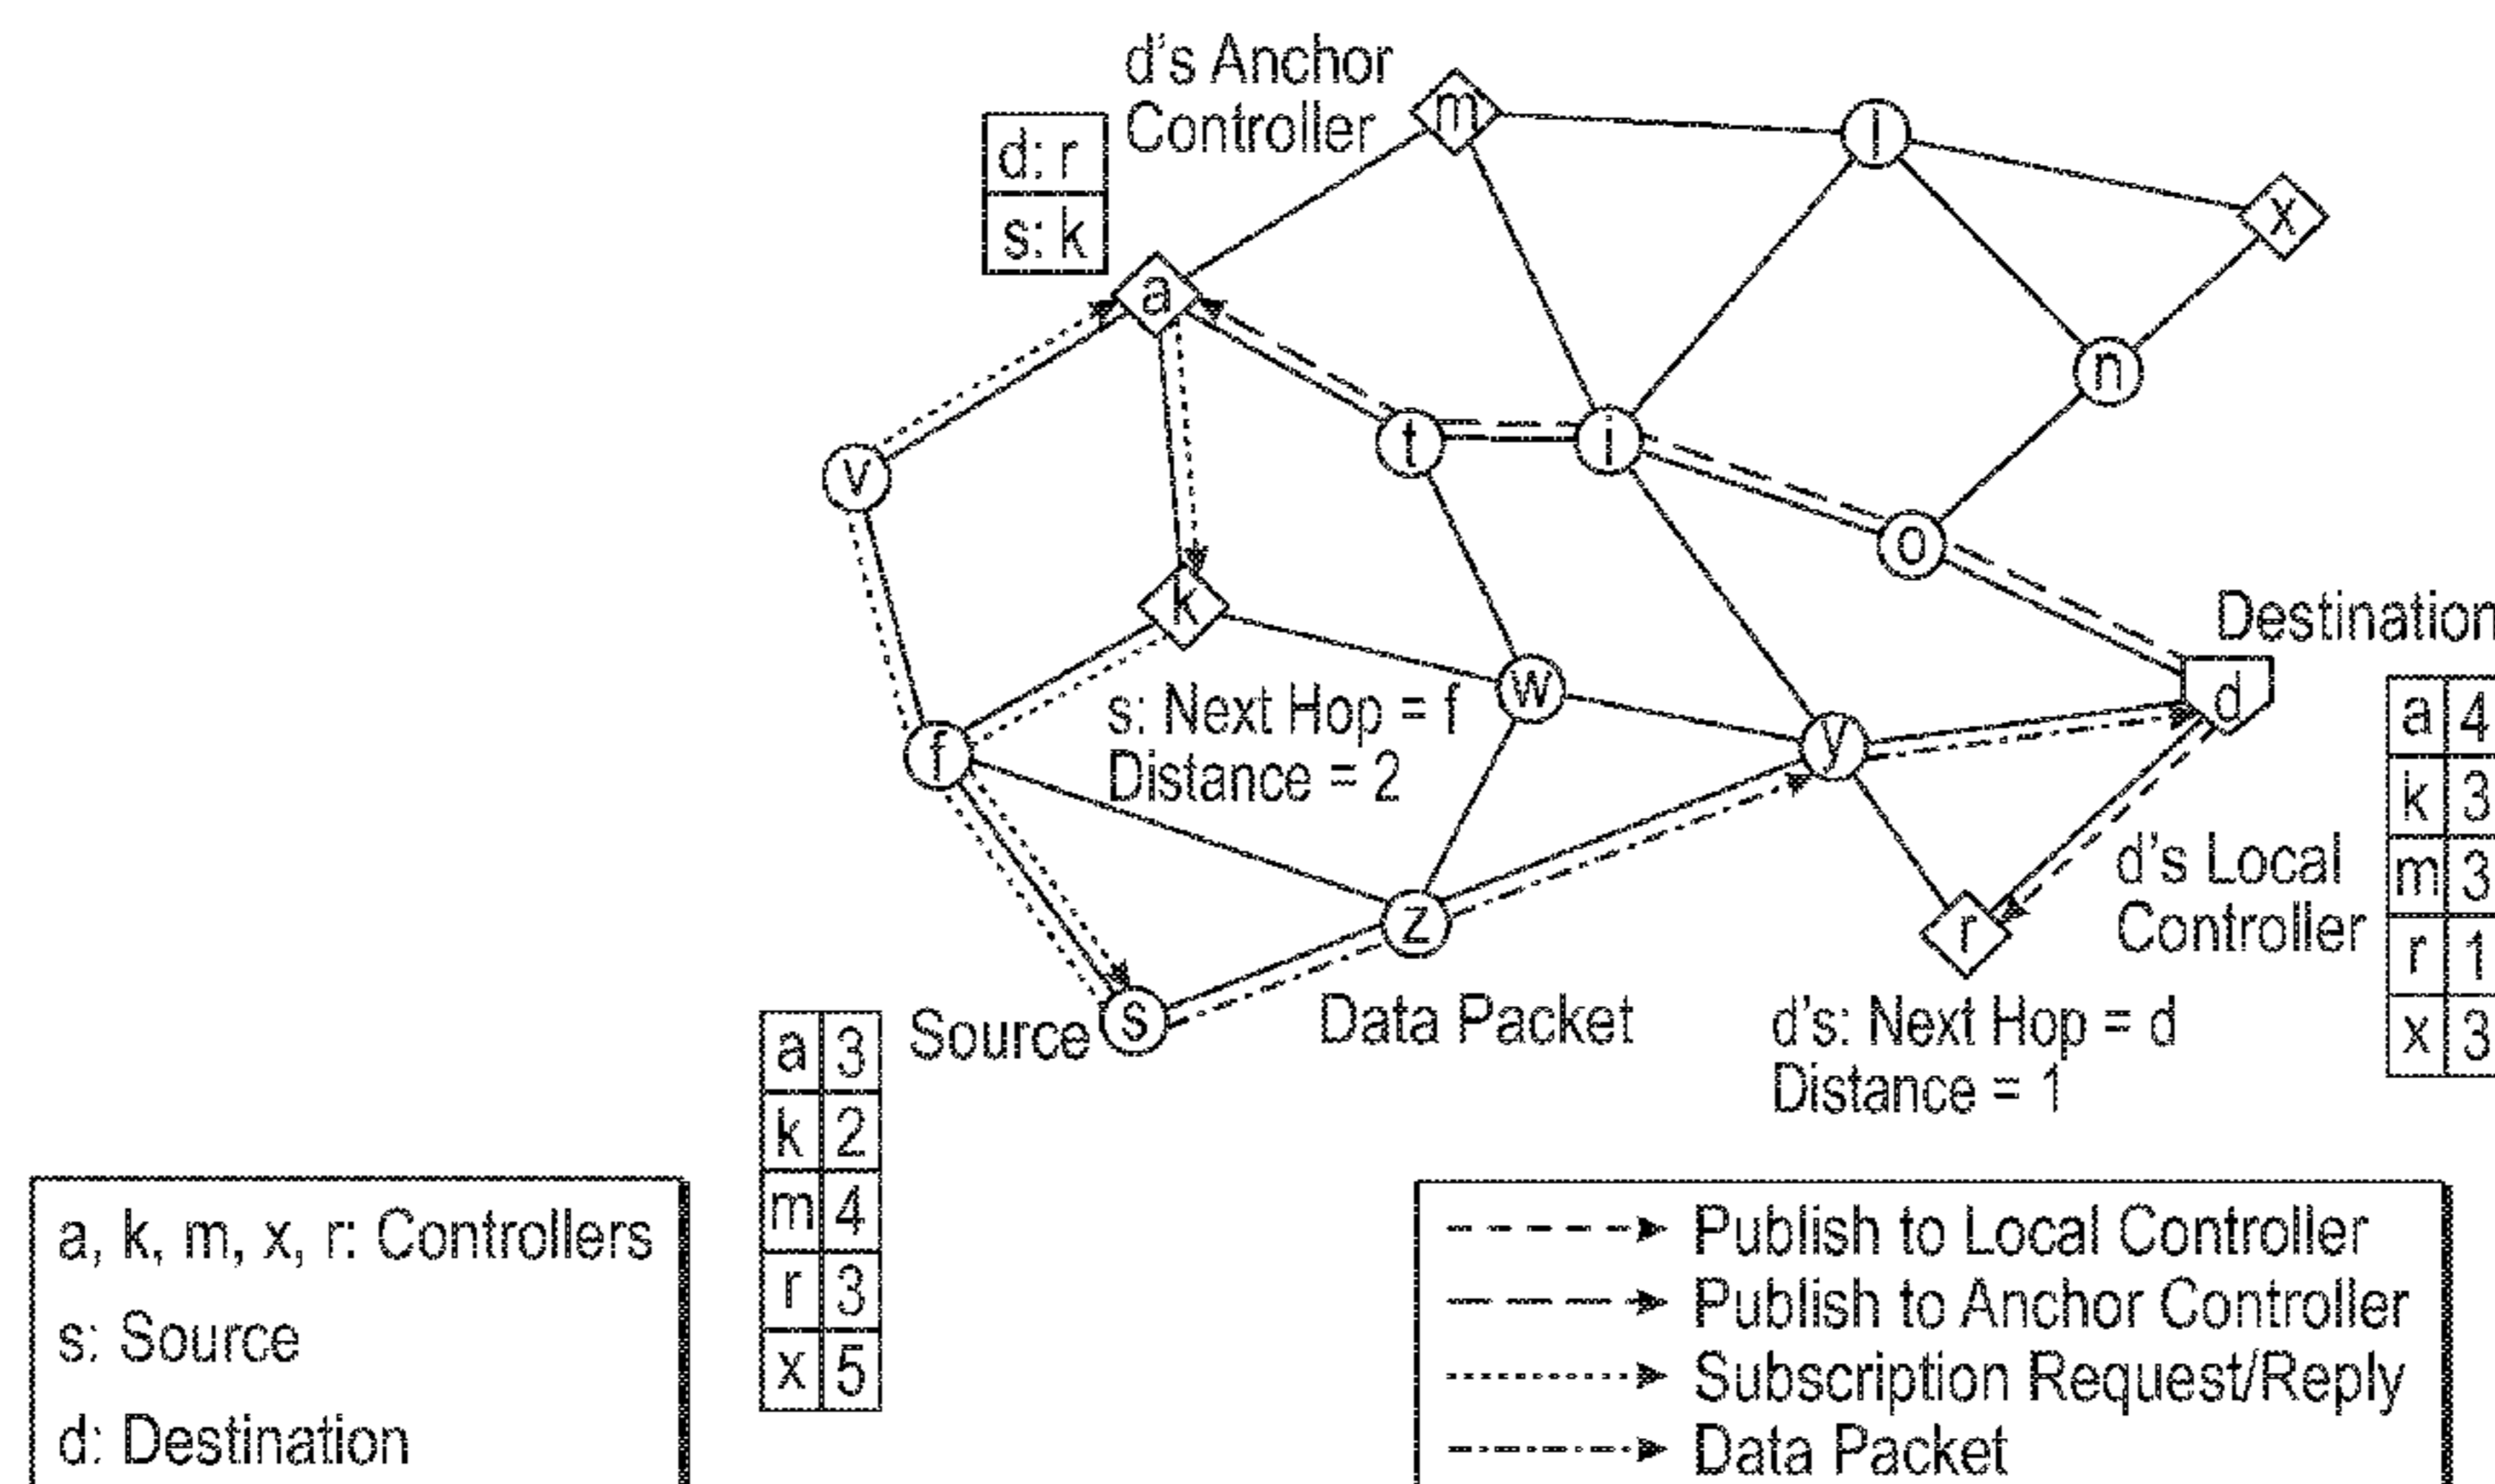 d's Anchor
Controller
m
l
d: r
s: k
x
a
n
v
t
i
o
k
Destination
d
w
s: Next Hop = f
Distance = 2
f
y
a 4
k 3
m 3
r 1
x 3
d's Local
Controller
z
r
Source
s
Data Packet
d's: Next Hop = d
Distance = 1
a 3
k 2
m 4
r 3
x 5
a, k, m, x, r: Controllers
s: Source
d: Destination
Publish to Local Controller
Publish to Anchor Controller
Subscription Request/Reply
Data Packet